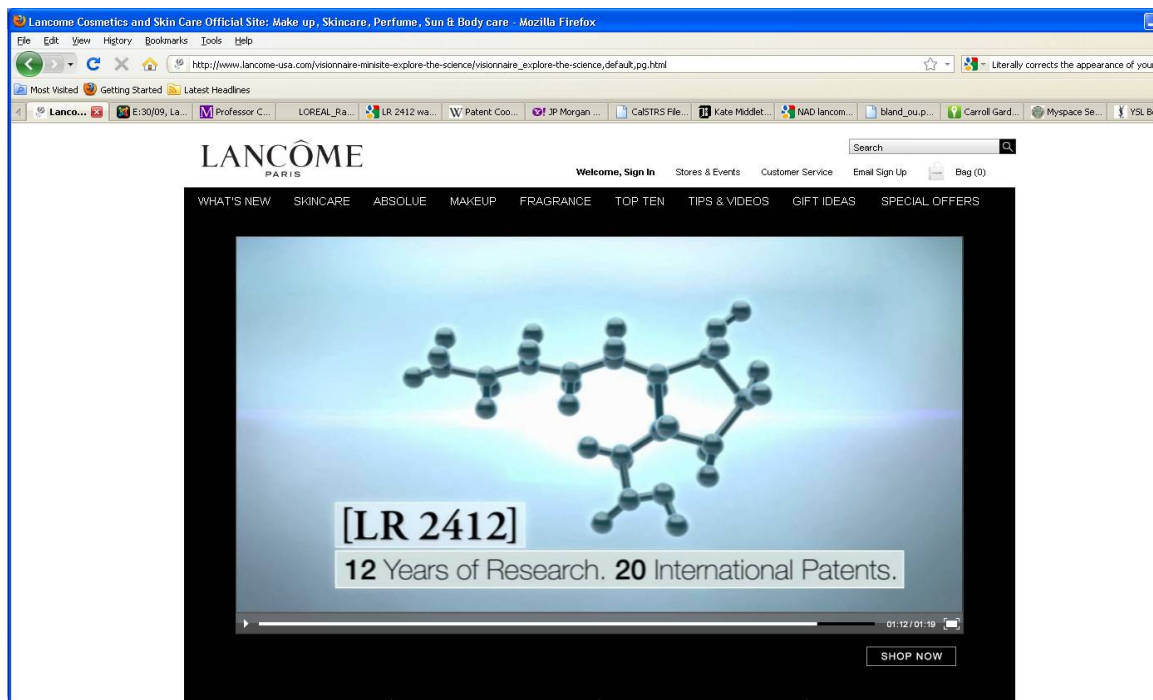 Lancome Cosmetics and Skin Care Official Site: Make up, Skincare, Perfume, Sun & Body care - Mozilla Firefox
File Edit View History Bookmarks Tools Help
http://www.lancome-usa.com/visionnaire-minisite-explore-the-science/visionnaire_explore-the-science,default,pg.html Literally corrects the appearance of your
Most Visited Getting Started Latest Headlines
Lanco... E:30/09, La... Professor C... LOREAL_Ra... LR 2412 wa... Patent Coo... JP Morgan ... CalSTRS File... Kate Middlet... NAD lancom... bland_ou.p... Carroll Gard... Myspace Se... YSL B
LANCÔME
PARIS
Search
Welcome, Sign In Stores & Events Customer Service Email Sign Up Bag (0)
WHAT'S NEW SKINCARE ABSOLUE MAKEUP FRAGRANCE TOP TEN TIPS & VIDEOS GIFT IDEAS SPECIAL OFFERS
[LR 2412]
12 Years of Research. 20 International Patents.
01:12/01:19
SHOP NOW